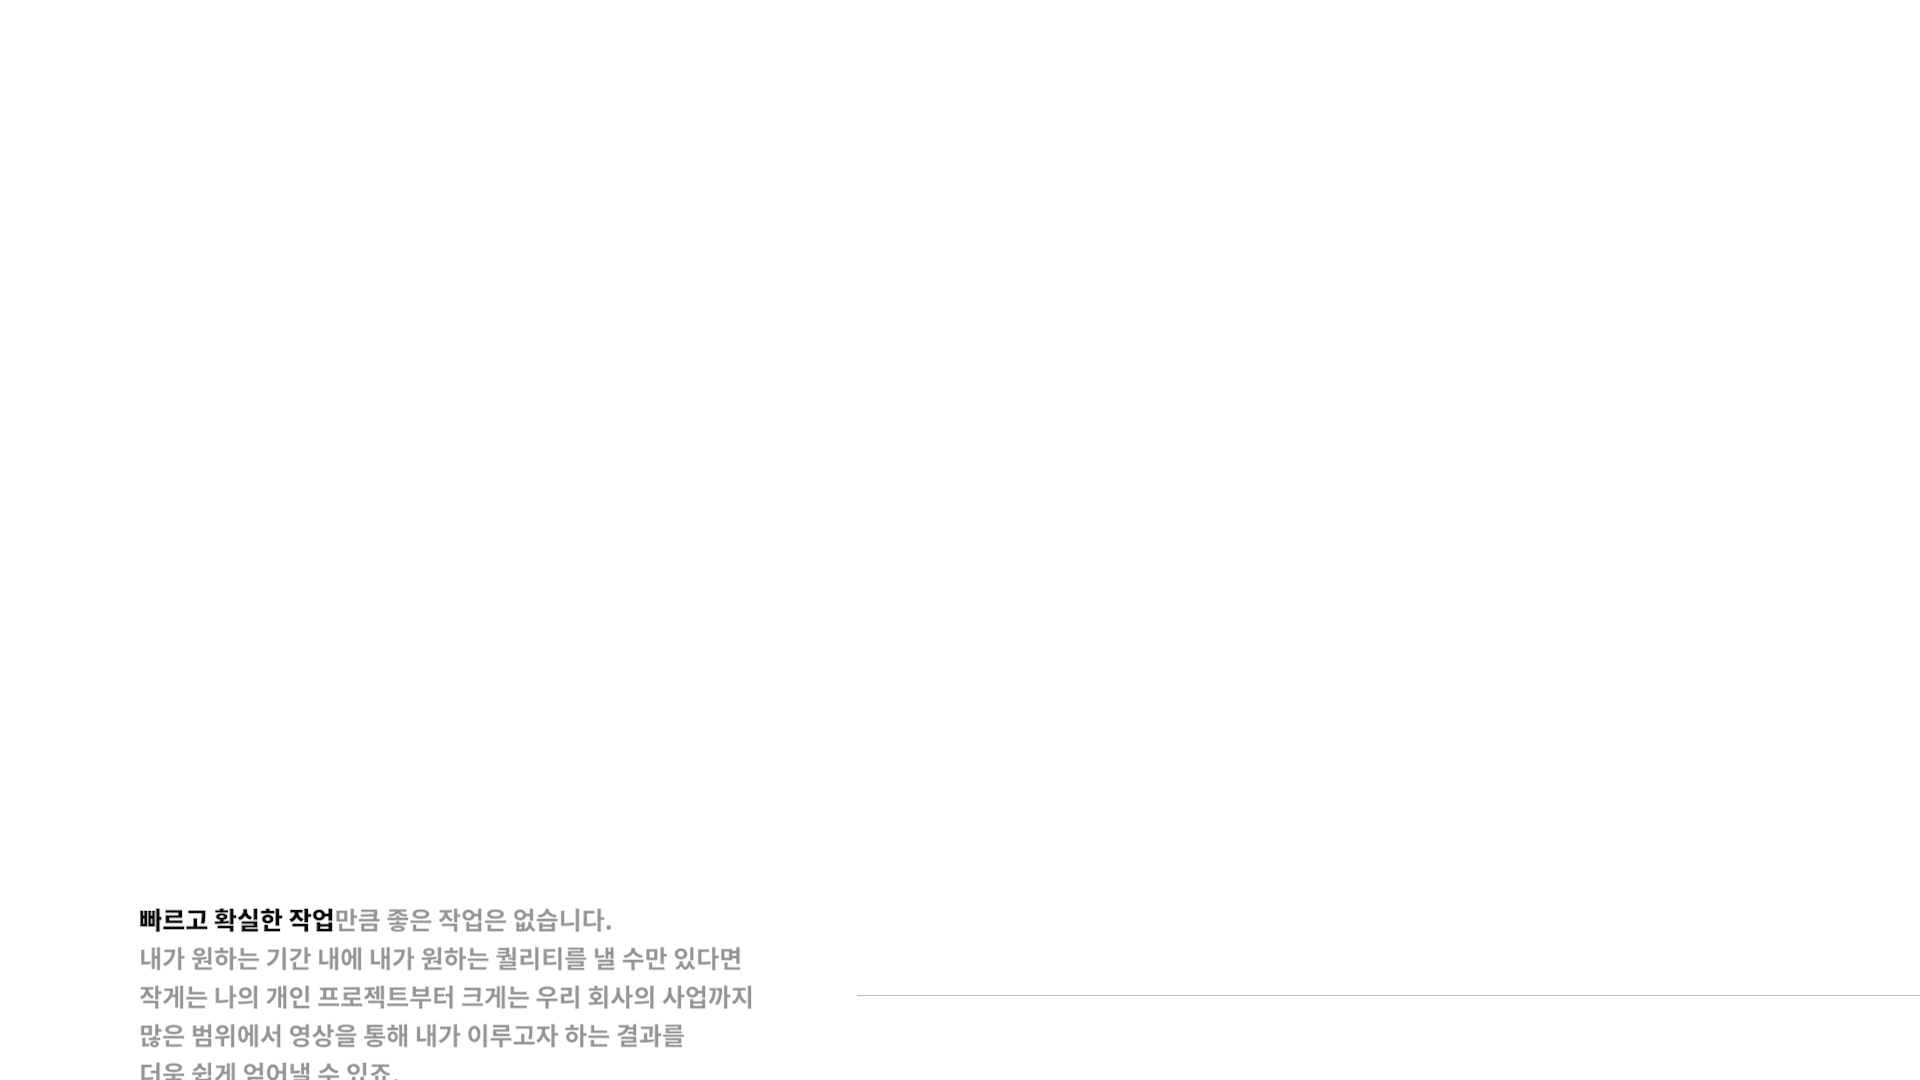 빠르고 확실한 작업만큼 좋은 작업은 없습니다.
내가 원하는 기간 내에 내가 원하는 퀄리티를 낼 수만 있다면
작게는 나의 개인 프로젝트부터 크게는 우리 회사의 사업까지
많은 범위에서 영상을 통해 내가 이루고자 하는 결과를
더욱 쉽게 얻어낼 수 있죠.